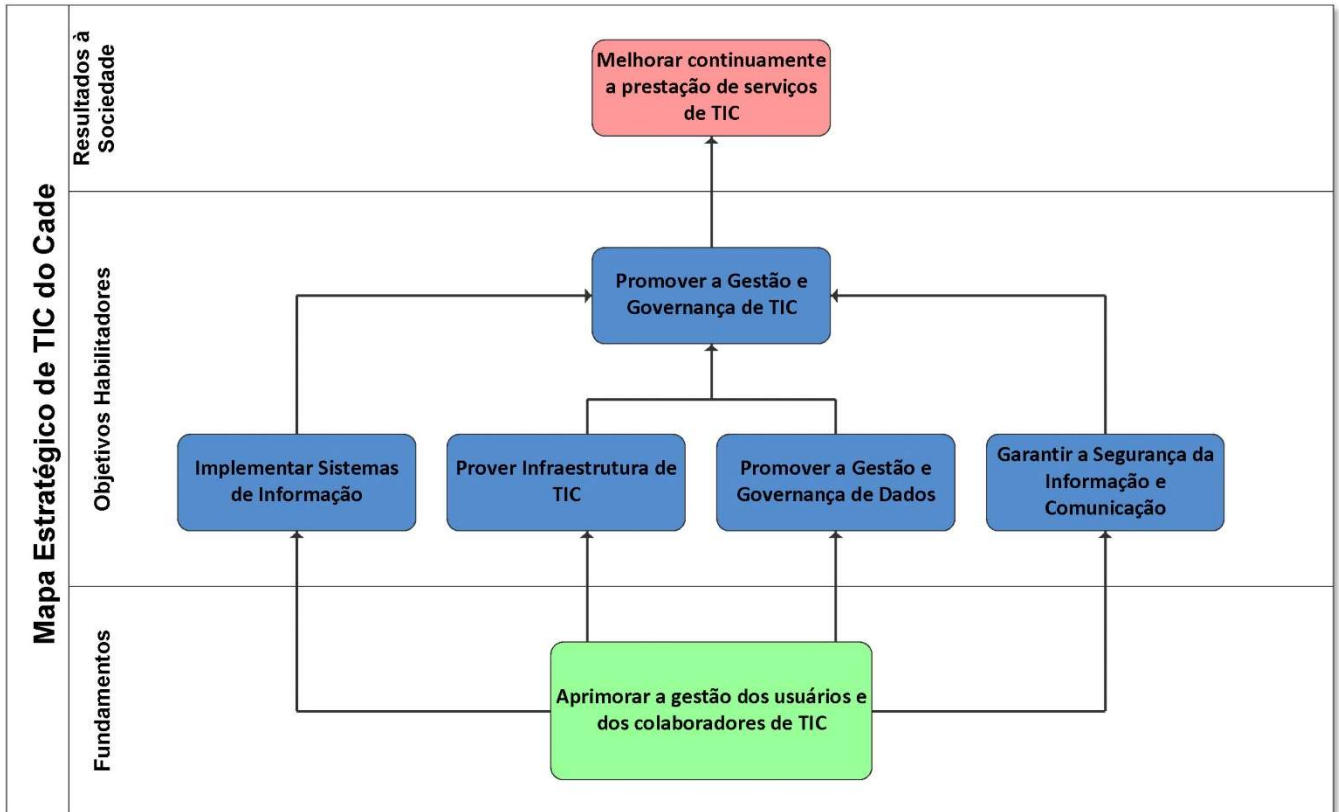 Mapa Estratégico de TIC do Cade
Resultados à
Sociedade
Melhorar continuamente
a prestação de serviços
de TIC
Objetivos Habilitadores
Promover a Gestão e
Governança de TIC
Implementar Sistemas
de Informação
Prover Infraestrutura de
TIC
Promover a Gestão e
Governança de Dados
Garantir a Segurança da
Informação e
Comunicação
Fundamentos
Aprimorar a gestão dos usuários e
dos colaboradores de TIC